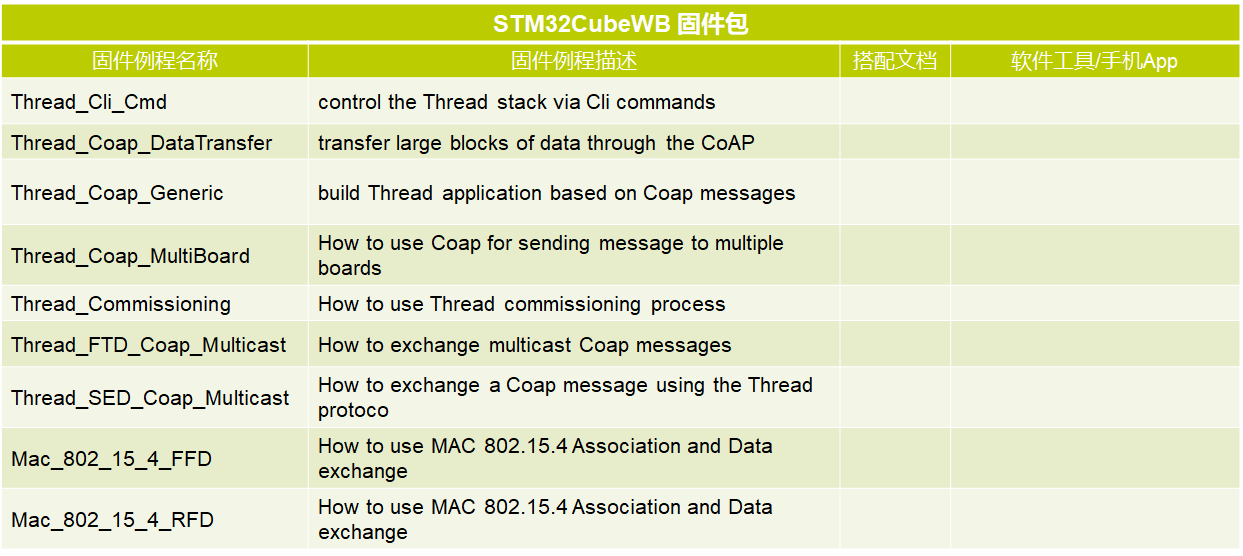 STM32CubeWB 固件包
固件例程名称 固件例程描述 搭配文档 软件工具/手机App
Thread_Cli_Cmd control the Thread stack via Cli commands
Thread_Coap_DataTransfer transfer large blocks of data through the CoAP
Thread_Coap_Generic build Thread application based on Coap messages
Thread_Coap_MultiBoard How to use Coap for sending message to multiple
boards
Thread_Commissioning How to use Thread commissioning process
Thread_FTD_Coap_Multicast How to exchange multicast Coap messages
Thread_SED_Coap_Multicast How to exchange a Coap message using the Thread
protoco
Mac_802_15_4_FFD How to use MAC 802.15.4 Association and Data
exchange
Mac_802_15_4_RFD How to use MAC 802.15.4 Association and Data
exchange